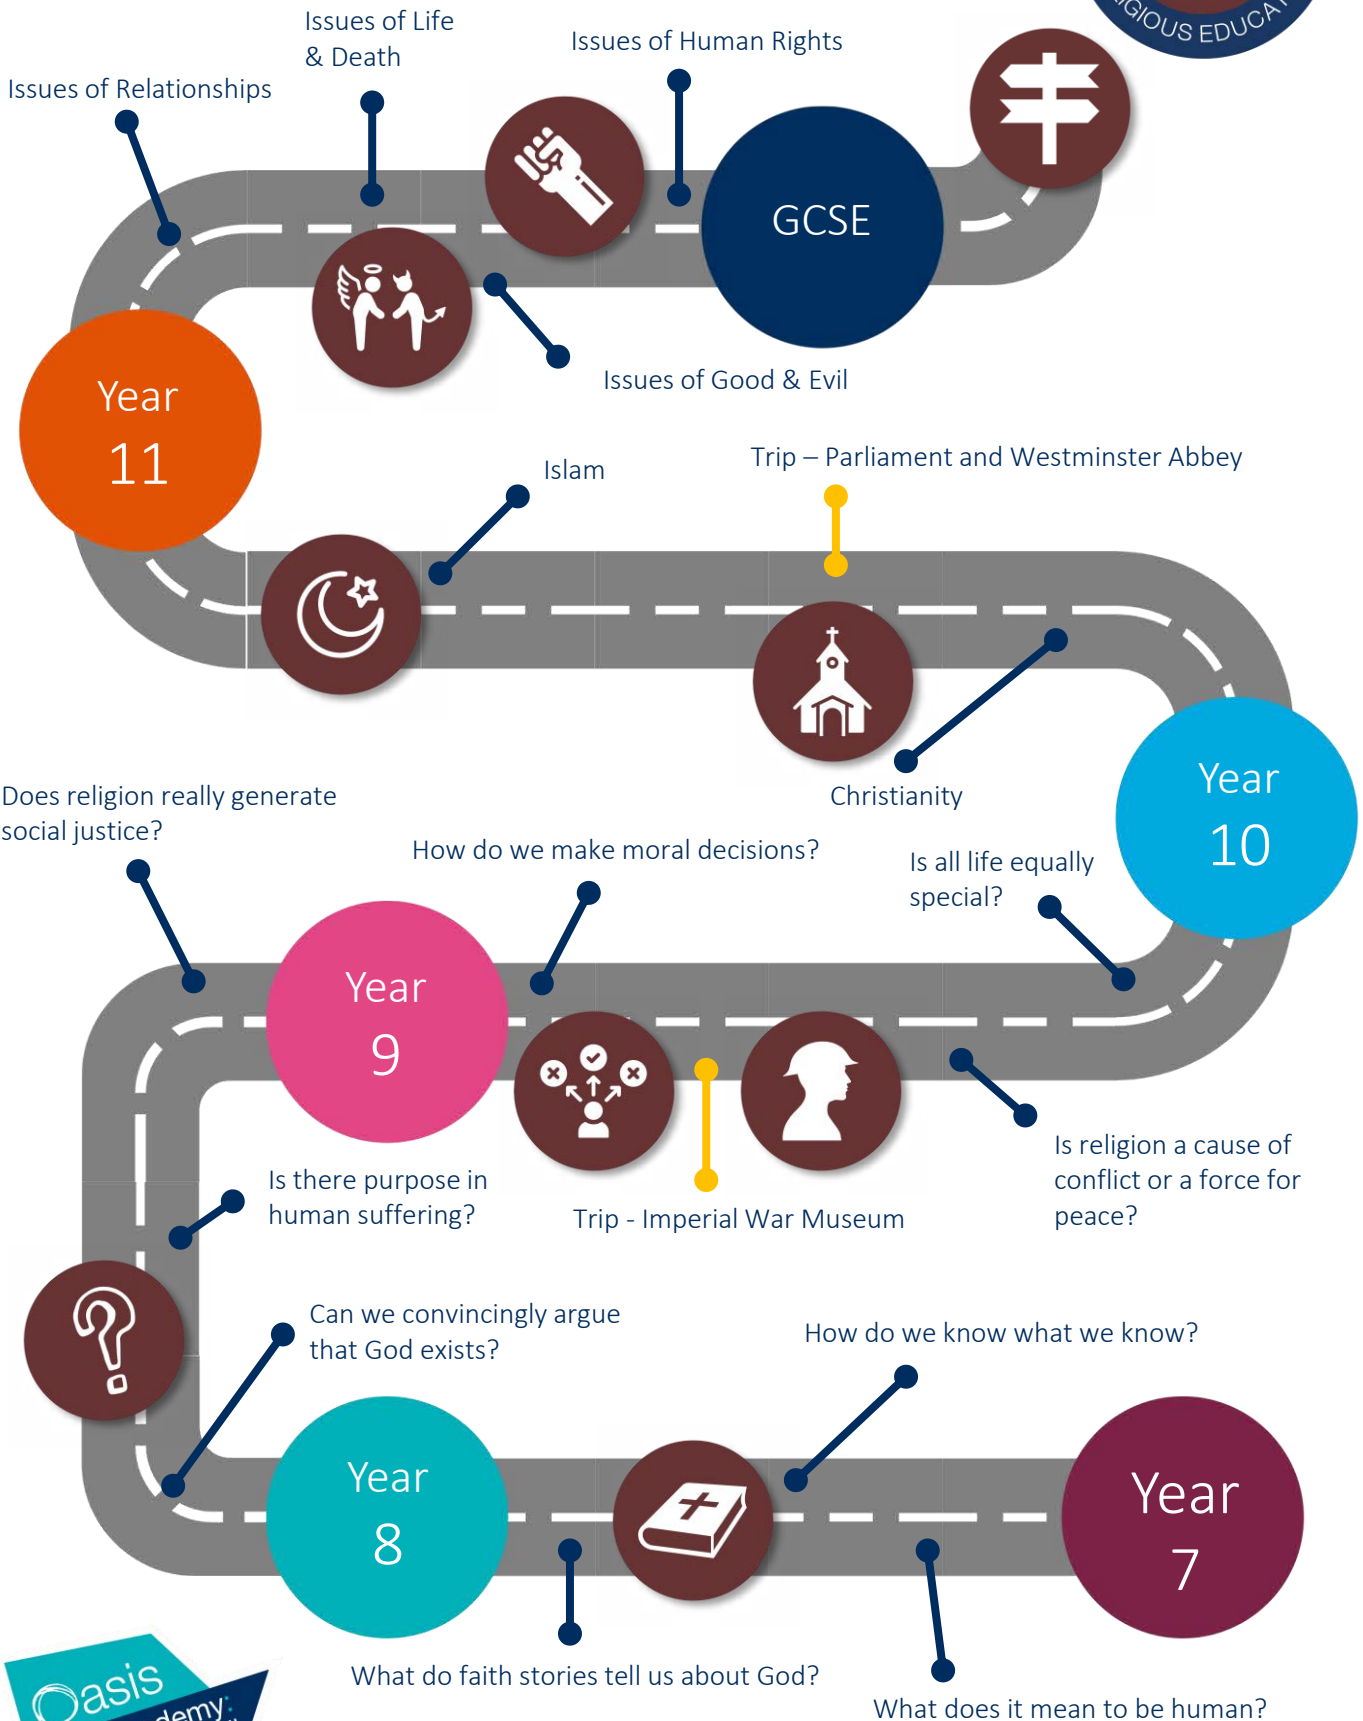 Issues of Life
& Death
Issues of Human Rights
Issues of Relationships
GCSE
Issues of Good & Evil
Year
11
Islam
Trip – Parliament and Westminster Abbey
Christianity
Year
10
Does religion really generate
social justice?
How do we make moral decisions?
Is all life equally
special?
Year
9
Is there purpose in
human suffering?
Trip - Imperial War Museum
Is religion a cause of
conflict or a force for
peace?
Can we convincingly argue
that God exists?
How do we know what we know?
Year
8
Year
7
What do faith stories tell us about God?
What does it mean to be human?
Oasis